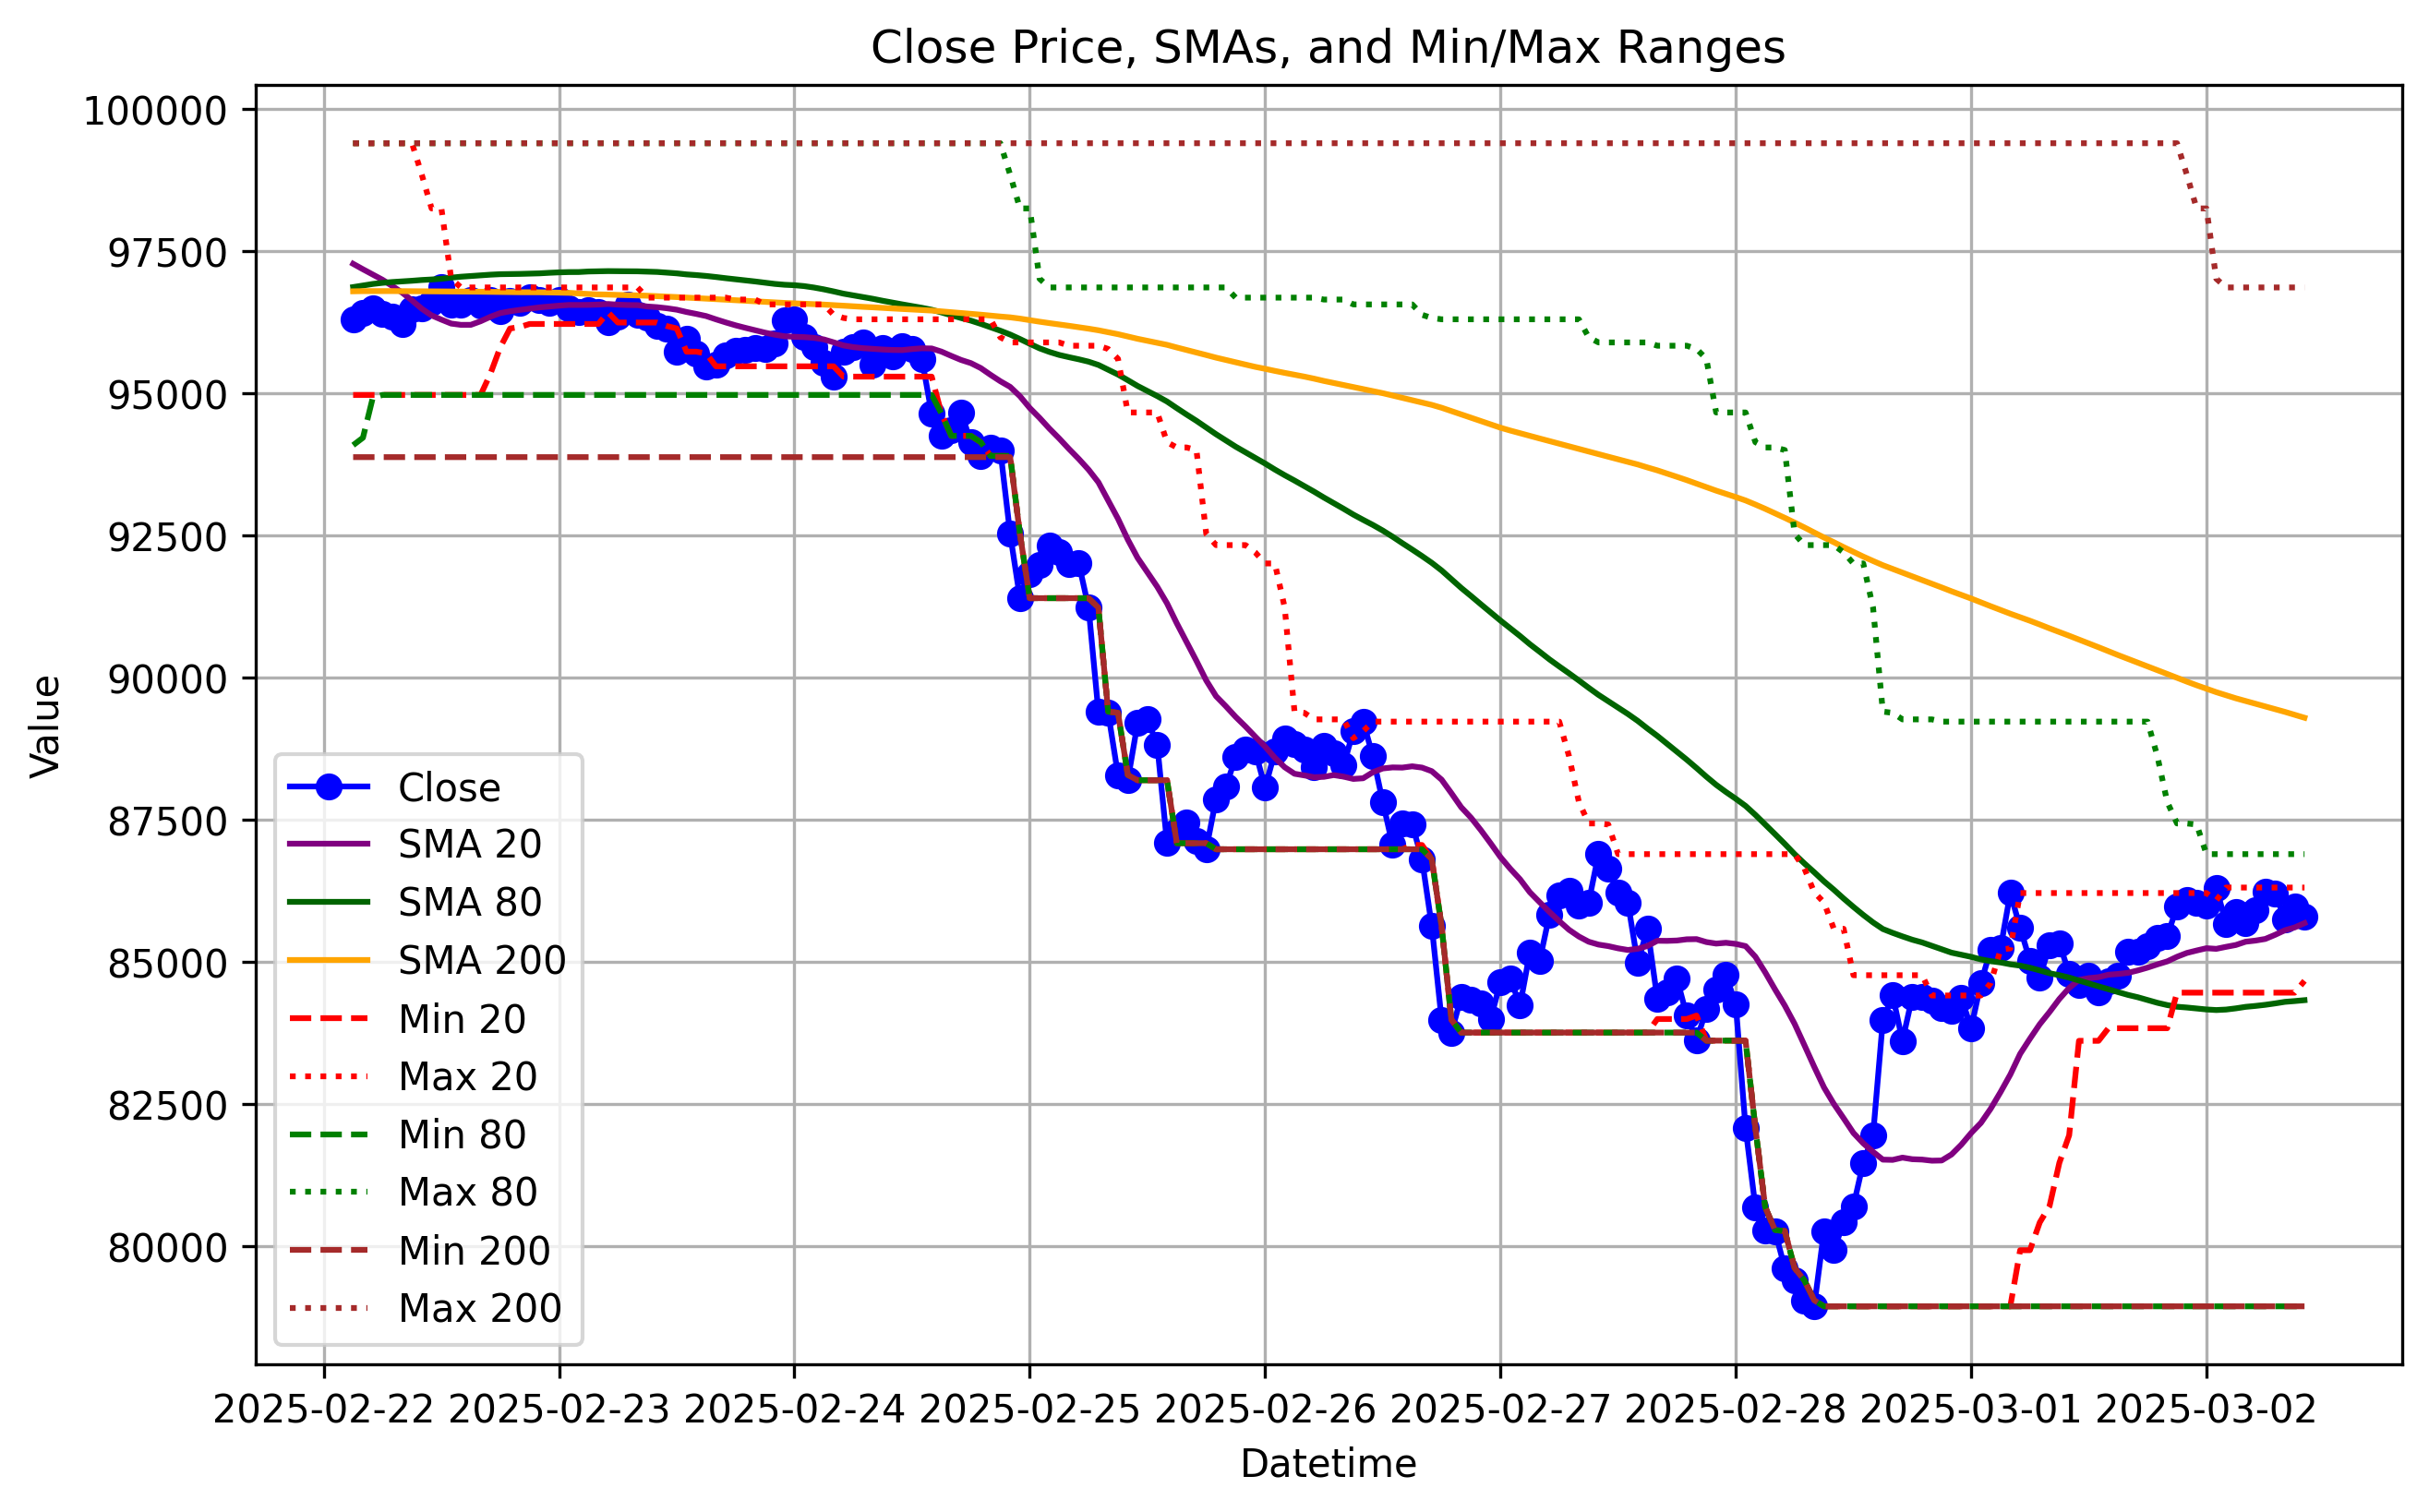 Close Price, SMAs, and Min/Max Ranges
100000
97500
95000
92500
90000
87500
85000
82500
80000
Value
Close
SMA 20
SMA 80
SMA 200
Min 20
Max 20
Min 80
Max 80
Min 200
Max 200
2025-02-22 2025-02-23 2025-02-24 2025-02-25 2025-02-26 2025-02-27 2025-02-28 2025-03-01 2025-03-02
Datetime